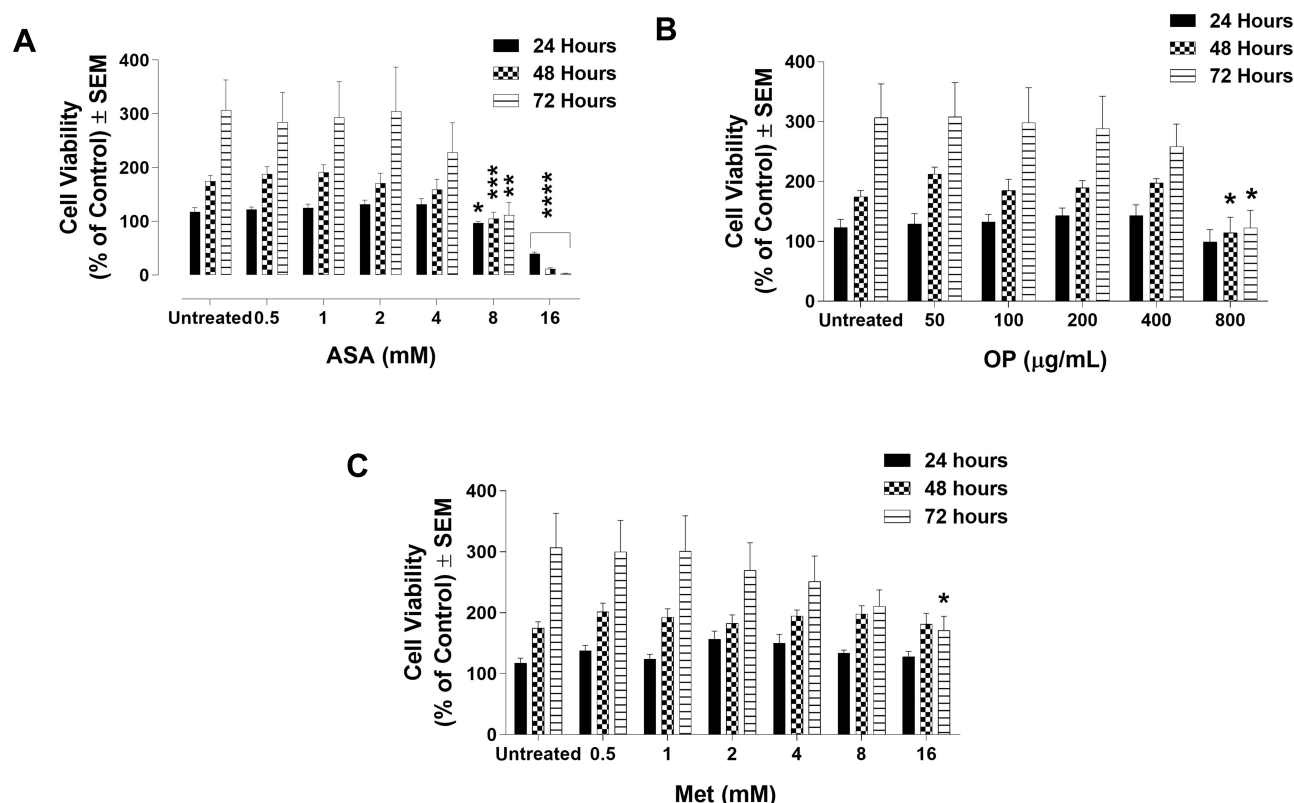 A
24 Hours
48 Hours
72 Hours
Cell Viability
(% of Control) ± SEM
400
300
200
100
0
*
***
**
****
Untreated 0.5 1 2 4 8 16
ASA (mM)
B
24 Hours
48 Hours
72 Hours
Cell Viability
(% of Control) ± SEM
400
300
200
100
0
* *
Untreated 50 100 200 400 800
OP (μg/mL)
C
24 hours
48 hours
72 hours
Cell Viability
(% of Control) ± SEM
400
300
200
100
0
*
Untreated 0.5 1 2 4 8 16
Met (mM)